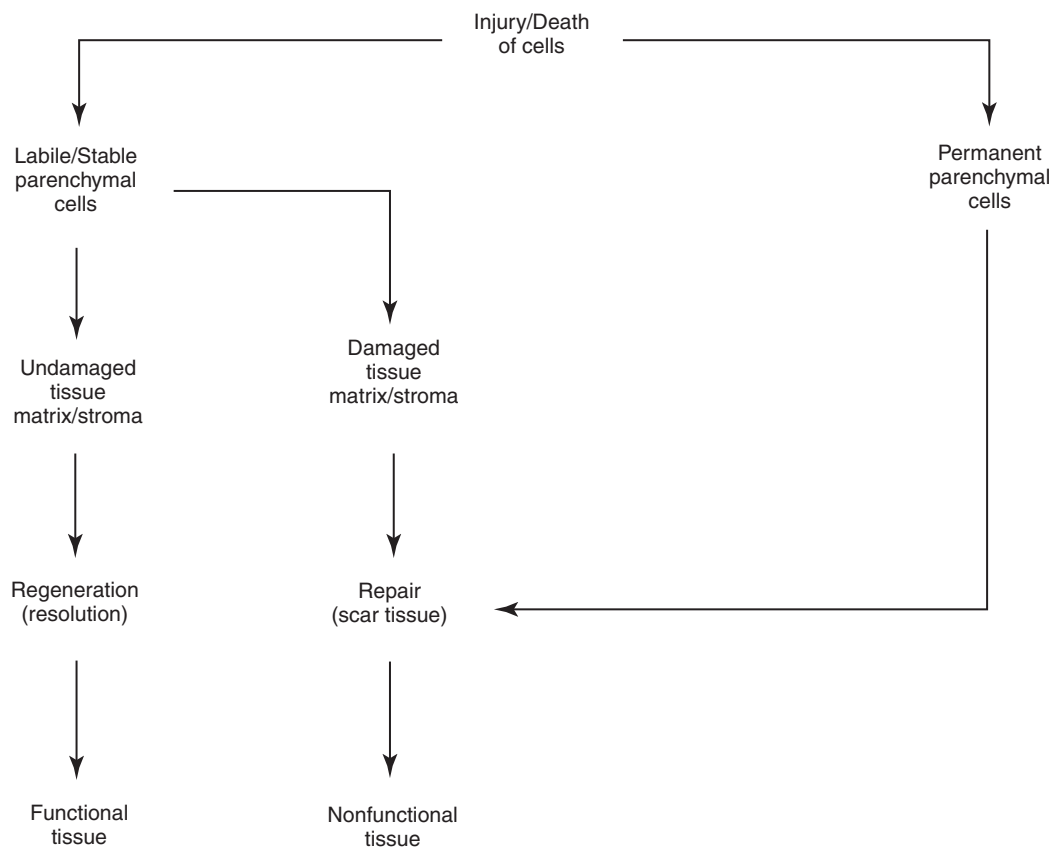 Injury/Death
of cells
Labile/Stable
parenchymal
cells
Permanent
parenchymal
cells
Undamaged
tissue
matrix/stroma
Damaged
tissue
matrix/stroma
Regeneration
(resolution)
Repair
(scar tissue)
Functional
tissue
Nonfunctional
tissue